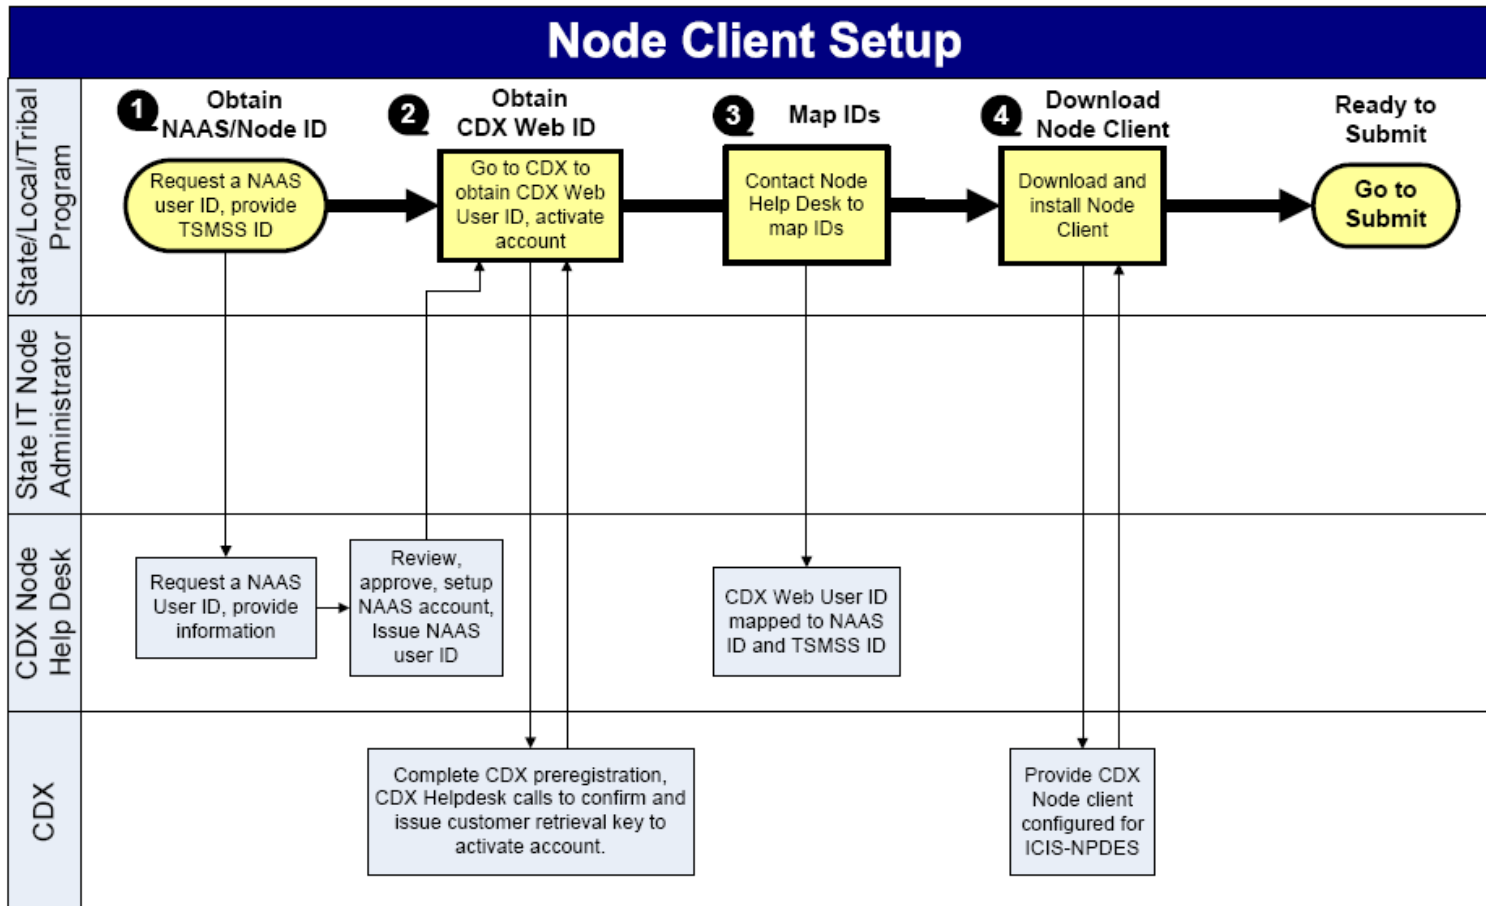 Node Client Setup
State/Local/Tribal
Program
1
Obtain
NAAS/Node ID
2
Obtain
CDX Web ID
3
Map IDs
4
Download
Node Client
Ready to
Submit
Request a NAAS
user ID, provide
TSMSS ID
Go to CDX to
obtain CDX Web
User ID, activate
account
Contact Node
Help Desk to
map IDs
Download and
install Node
Client
Go to
Submit
State IT Node
Administrator
CDX Node
Help Desk
Request a NAAS
User ID, provide
information
Review,
approve, setup
NAAS account,
Issue NAAS
user ID
CDX Web User ID
mapped to NAAS
ID and TSMSS ID
CDX
Complete CDX preregistration,
CDX Helpdesk calls to confirm and
issue customer retrieval key to
activate account.
Provide CDX
Node client
configured for
ICIS-NPDES